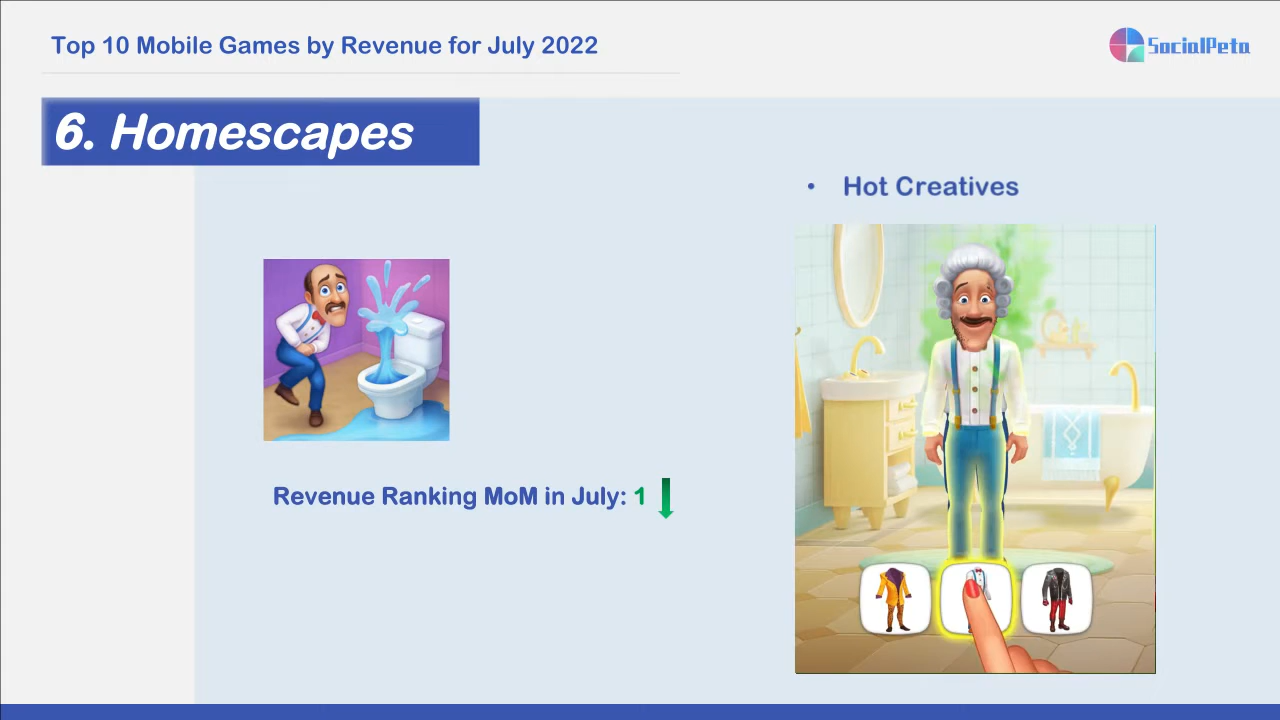 Top 10 Mobile Games by Revenue for July 2022
SocialPeta
6. Homescapes
• Hot Creatives
Revenue Ranking MoM in July: 1